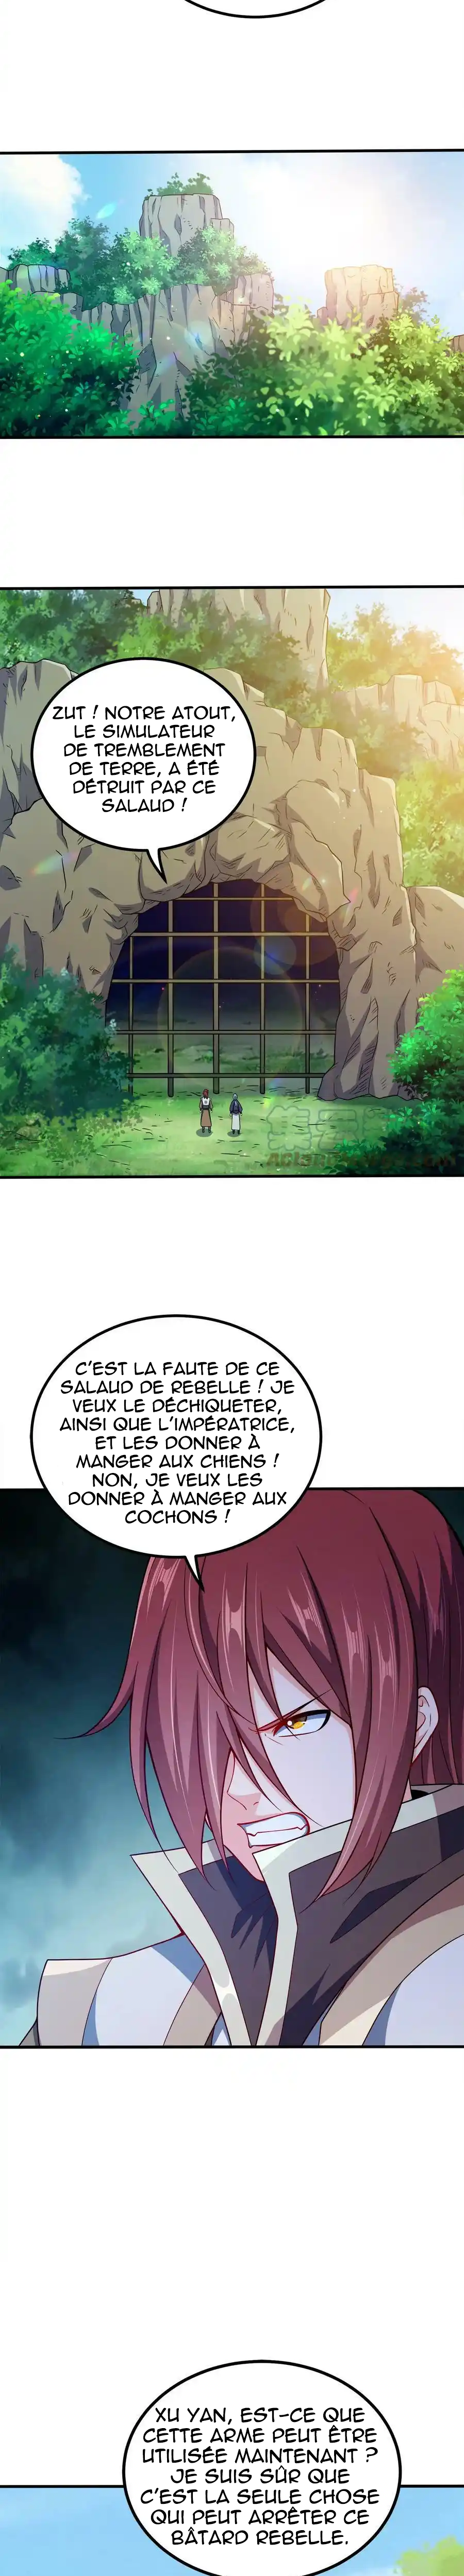 ZUT ! NOTRE ATOUT,
LE SIMULATEUR
DE TREMBLEMENT
DE TERRE, A ÉTÉ
DÉTRUIT PAR CE
SALAUD !
C'EST LA FAUTE DE CE
SALAUD DE REBELLE ! JE
VEUX LE DÉCHIQUETER,
AINSI QUE L'IMPÉRATRICE,
ET LES DONNER À
MANGER AUX CHIENS !
NON, JE VEUX LES
DONNER À MANGER AUX
COCHONS !
XU YAN, EST-CE QUE
CETTE ARME PEUT ÊTRE
UTILISÉE MAINTENANT ?
JE SUIS SÛR QUE
C'EST LA SEULE CHOSE
QUI PEUT ARRÊTER CE
BÂTARD REBELLE.